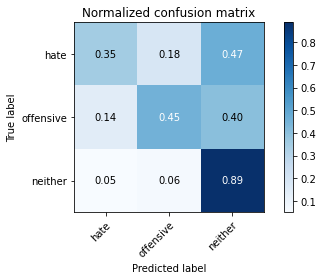 Normalized confusion matrix
True label
hate
0.35 0.18 0.47
offensive
0.14 0.45 0.40
neither
0.05 0.06 0.89
hate
offensive
neither
Predicted label
0.8
0.7
0.6
0.5
0.4
0.3
0.2
0.1